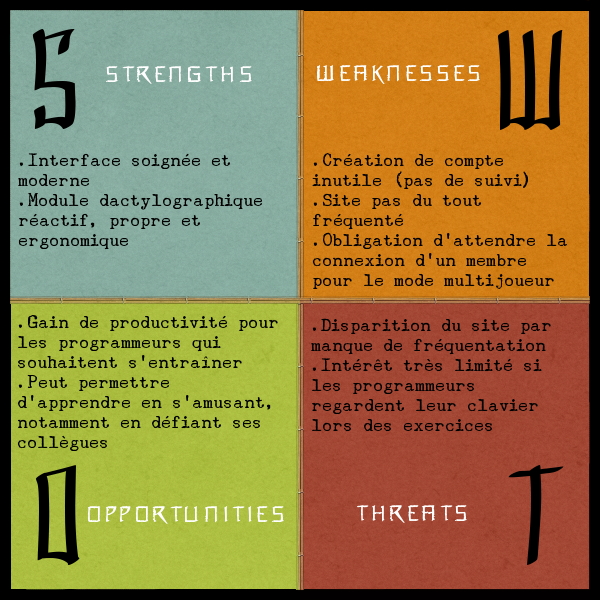 S
STRENGTHS
.Interface soignée et
moderne
.Module dactylographique
réactif, propre et
ergonomique
WEAKNESSES
W
.Création de compte
inutile (pas de suivi)
.Site pas du tout
fréquenté
.Obligation d'attendre la
connexion d'un membre
pour le mode multijoueur
.Gain de productivité pour
les programmeurs qui
souhaitent s'entraîner
.Peut permettre
d'apprendre en s'amusant,
notamment en défiant ses
collègues
O
OPPORTUNITIES
.Disparition du site par
manque de fréquentation
.Intérêt très limité si
les programmeurs
regardent leur clavier
lors des exercices
THREATS
T